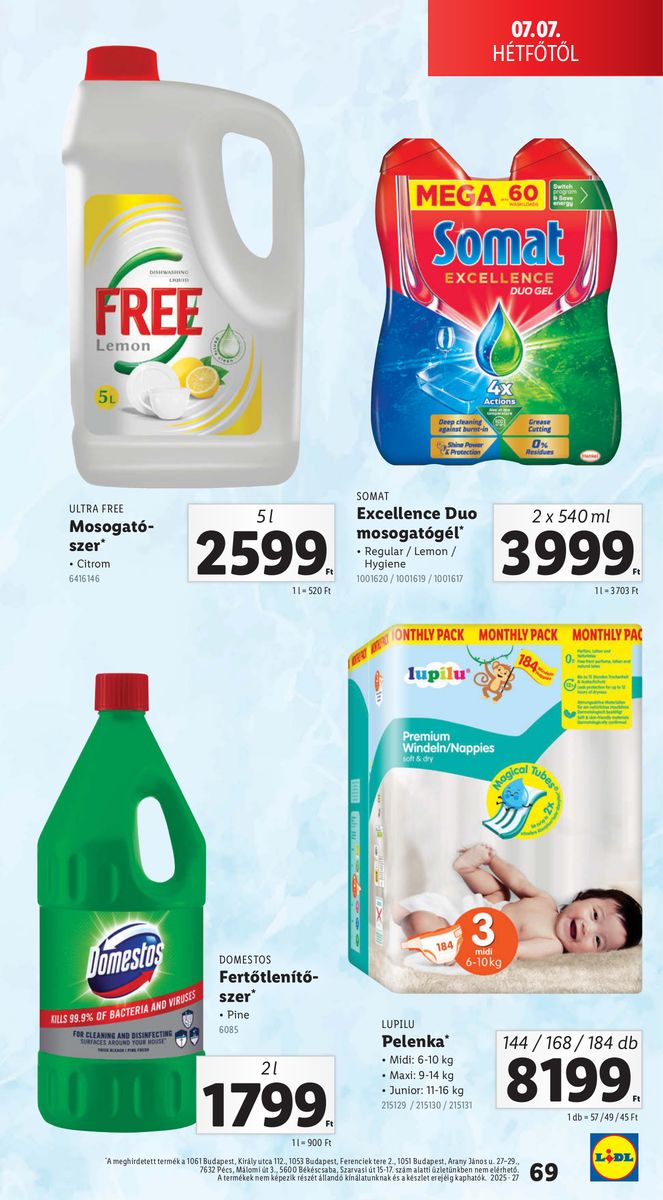 07.07.
HÉTFŐTŐL
DISHWASHING
LIQUID
FREE
Lemon
5L
MEGA up to 60
WASHLOADS
Switch
program
& Save
energy
Somat
EXCELLENCE
DUO GEL
4X
Actions
Deep cleaning
against burnt-in
Grease
Cutting
Shine Power
& Protection
0%
Residues
Henkel
ULTRA FREE
Mosogató-
szer*
• Citrom
6416146
5 l
2599 Ft
1 l = 520 Ft
SOMAT
Excellence Duo
mosogatógél*
• Regular / Lemon /
Hygiene
1001620 / 1001619 / 1001617
2 x 540 ml
3999 Ft
1 l = 3703 Ft
MONTHLY PACK MONTHLY PACK MONTHLY PAC
lupilu
184
Premium
Windeln/Nappies
soft & dry
Magical Tubes
2x
3
midi
6-10 kg
184
Domestos
KILLS 99.9% OF BACTERIA AND VIRUSES
FOR CLEANING AND DISINFECTING
SURFACES AROUND YOUR HOUSE
THICK BLEACH | PINE FRESH
DOMESTOS
Fertőtlenítő-
szer*
• Pine
6085
2 l
1799 Ft
1 l = 900 Ft
LUPILU
Pelenka*
• Midi: 6-10 kg
• Maxi: 9-14 kg
• Junior: 11-16 kg
215129 / 215130 / 215131
144 / 168 / 184 db
8199 Ft
1 db = 57 / 49 / 45 Ft
*A meghirdetett termék a 1061 Budapest, Király utca 112., 1053 Budapest, Ferenciek tere 2., 1051 Budapest, Arany János u. 27-29.,
7632 Pécs, Málomi út 3., 5600 Békéscsaba, Szarvasi út 15-17. szám alatti üzletünkben nem elérhető.
A termékek nem képezik részét állandó kínálatunknak és a készlet erejéig kaphatók. 2025 - 27
69
LIDL